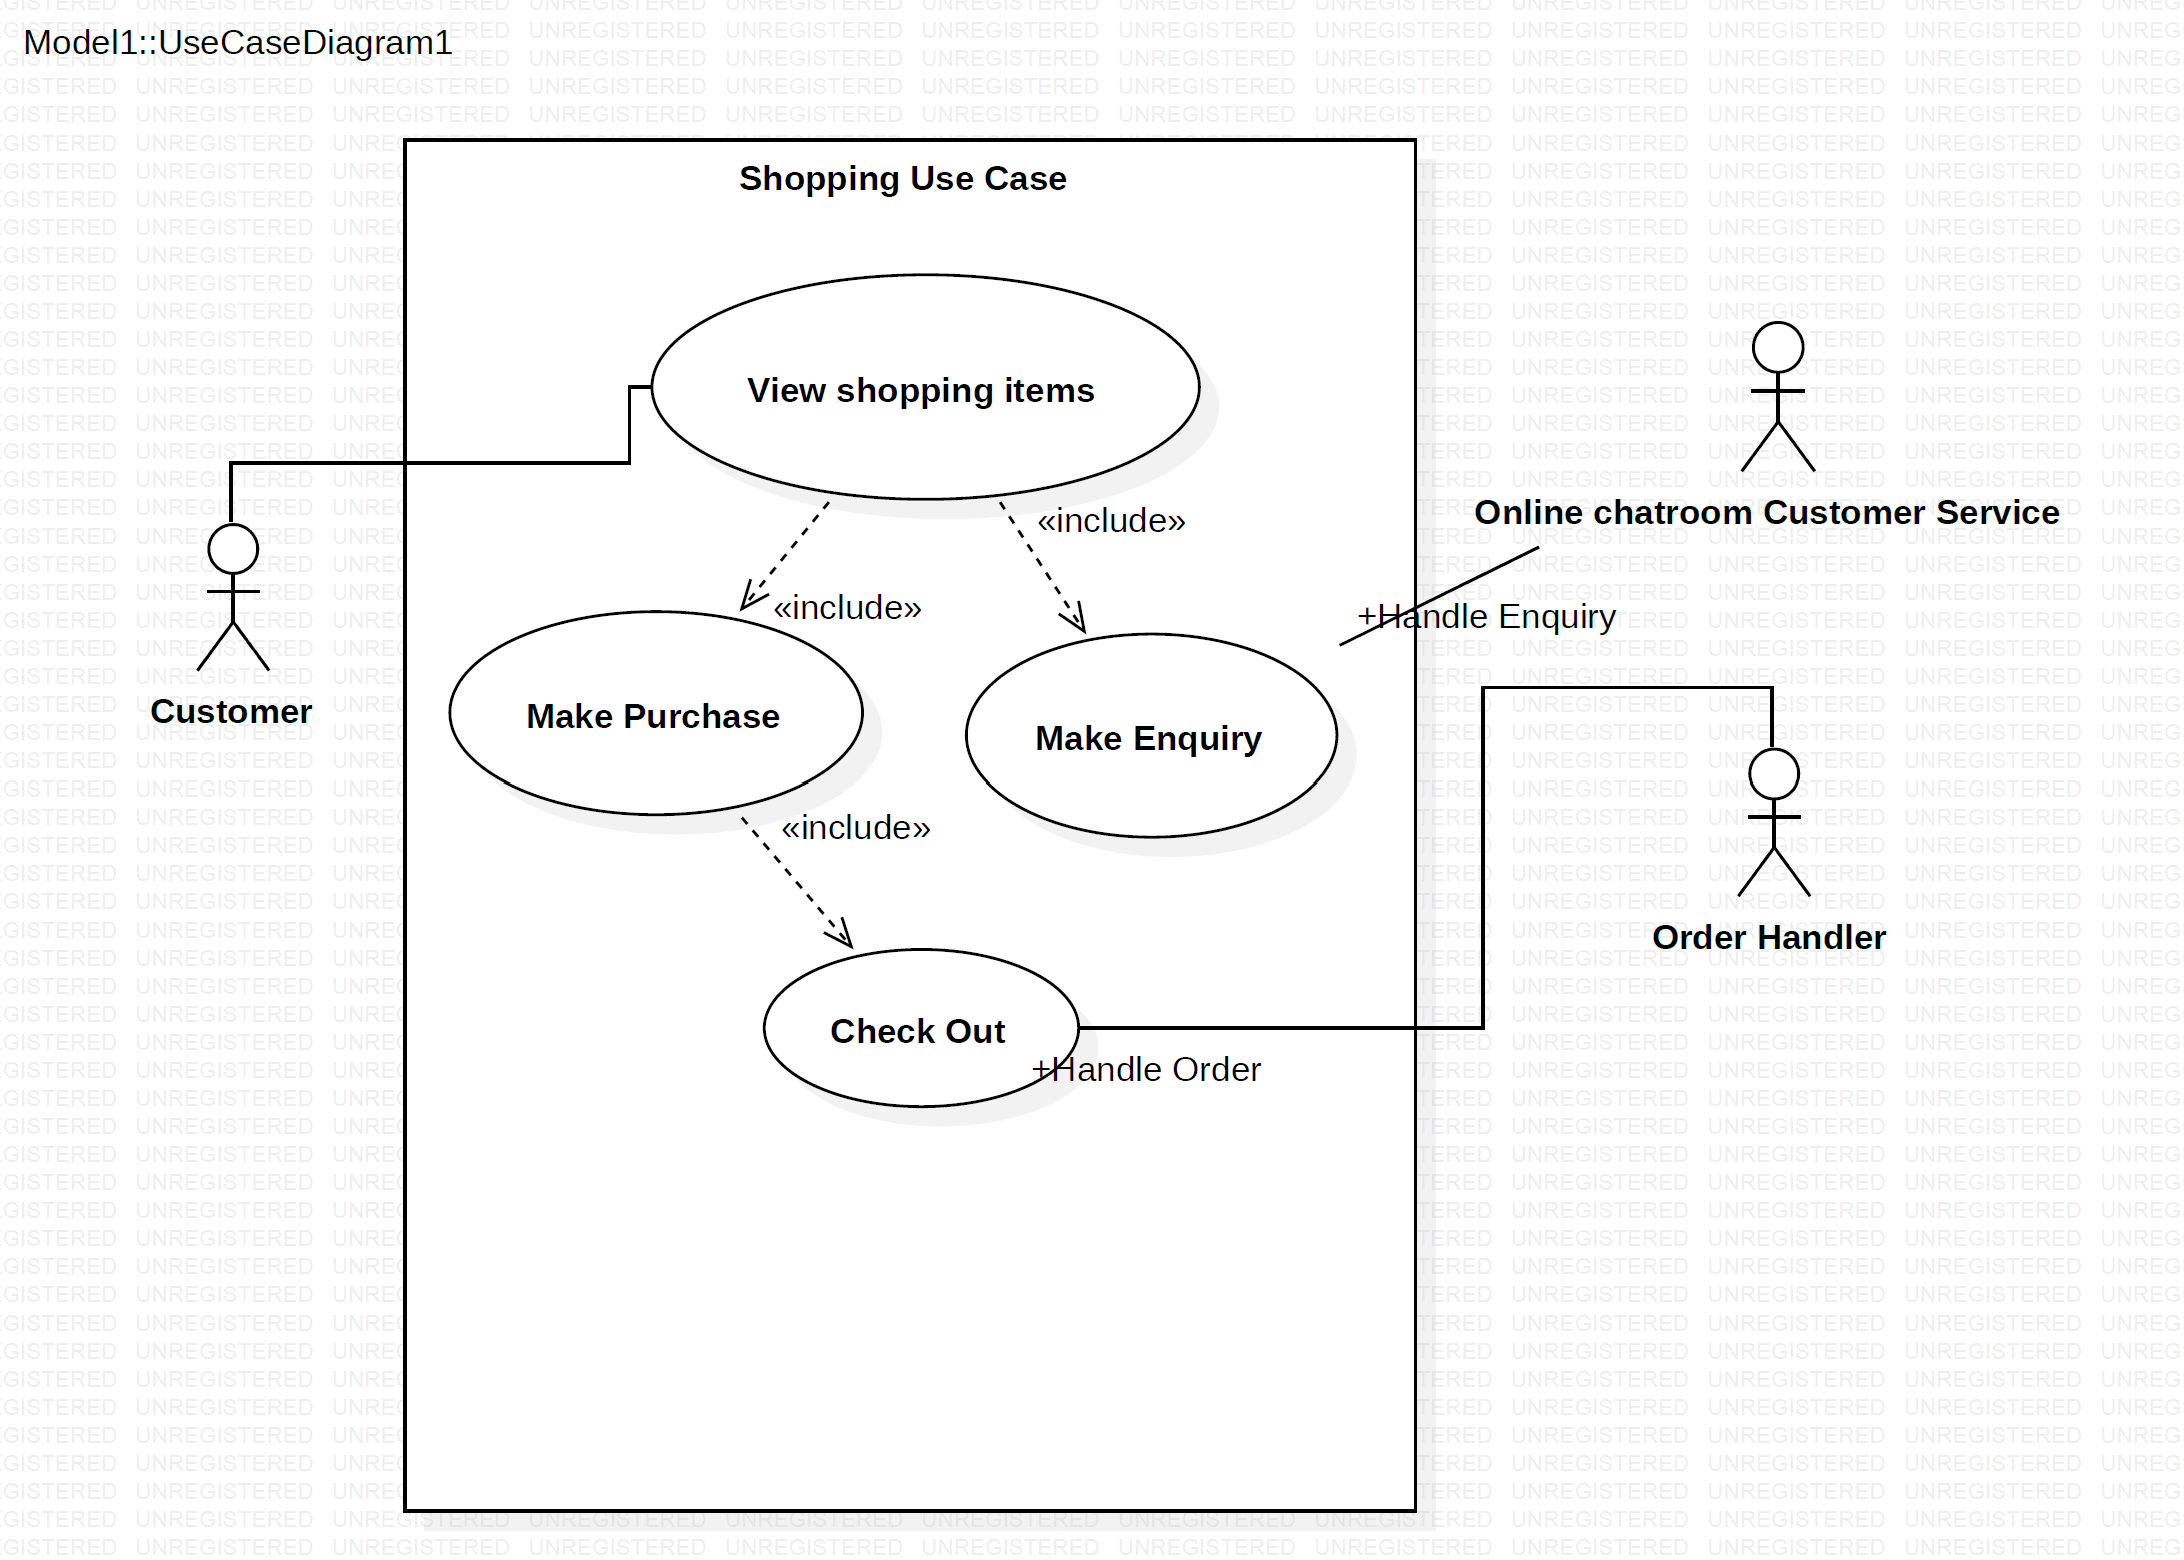 Model1::UseCaseDiagram1
Shopping Use Case
View shopping items
«include»
Online chatroom Customer Service
«include»
+Handle Enquiry
Customer
Make Purchase
Make Enquiry
«include»
Order Handler
Check Out
+Handle Order
UNREGISTERED